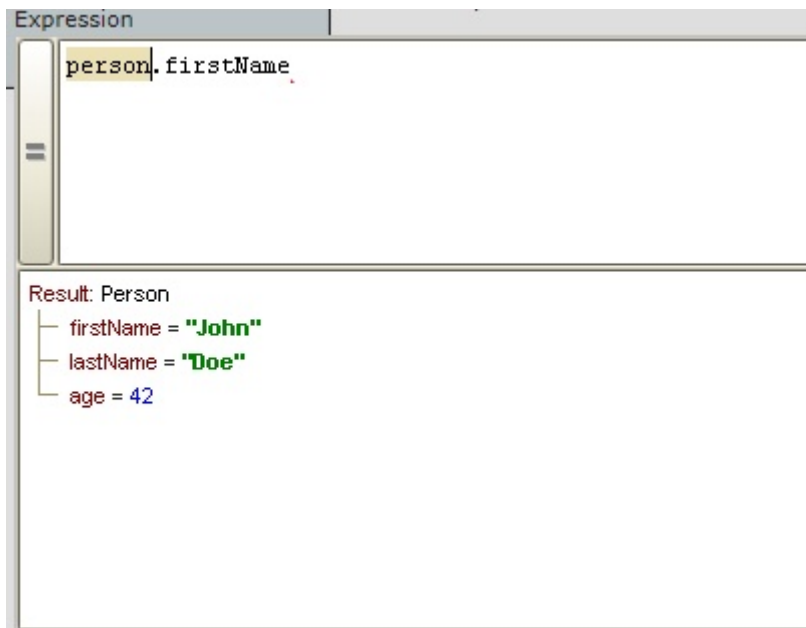 Expression
person.firstName
=
Result: Person
firstName = "John"
lastName = "Doe"
age = 42